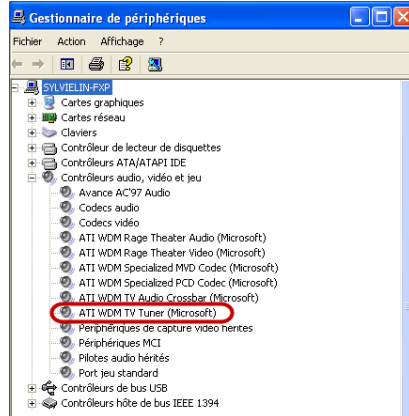 Gestionnaire de périphériques
Fichier Action Affichage ?
SYLVIELIN-FXP
Cartes graphiques
Cartes réseau
Claviers
Contrôleur de lecteur de disquettes
Contrôleurs ATA/ATAPI IDE
Contrôleurs audio, vidéo et jeu
Avance AC'97 Audio
Codecs audio
Codecs vidéo
ATI WDM Rage Theater Audio (Microsoft)
ATI WDM Rage Theater Video (Microsoft)
ATI WDM Specialized MVD Codec (Microsoft)
ATI WDM Specialized PCD Codec (Microsoft)
ATI WDM TV Audio Crossbar (Microsoft)
ATI WDM TV Tuner (Microsoft)
Périphériques de capture vidéo hérités
Périphériques MCI
Pilotes audio hérités
Port jeu standard
Contrôleurs de bus USB
Contrôleurs hôte de bus IEEE 1394